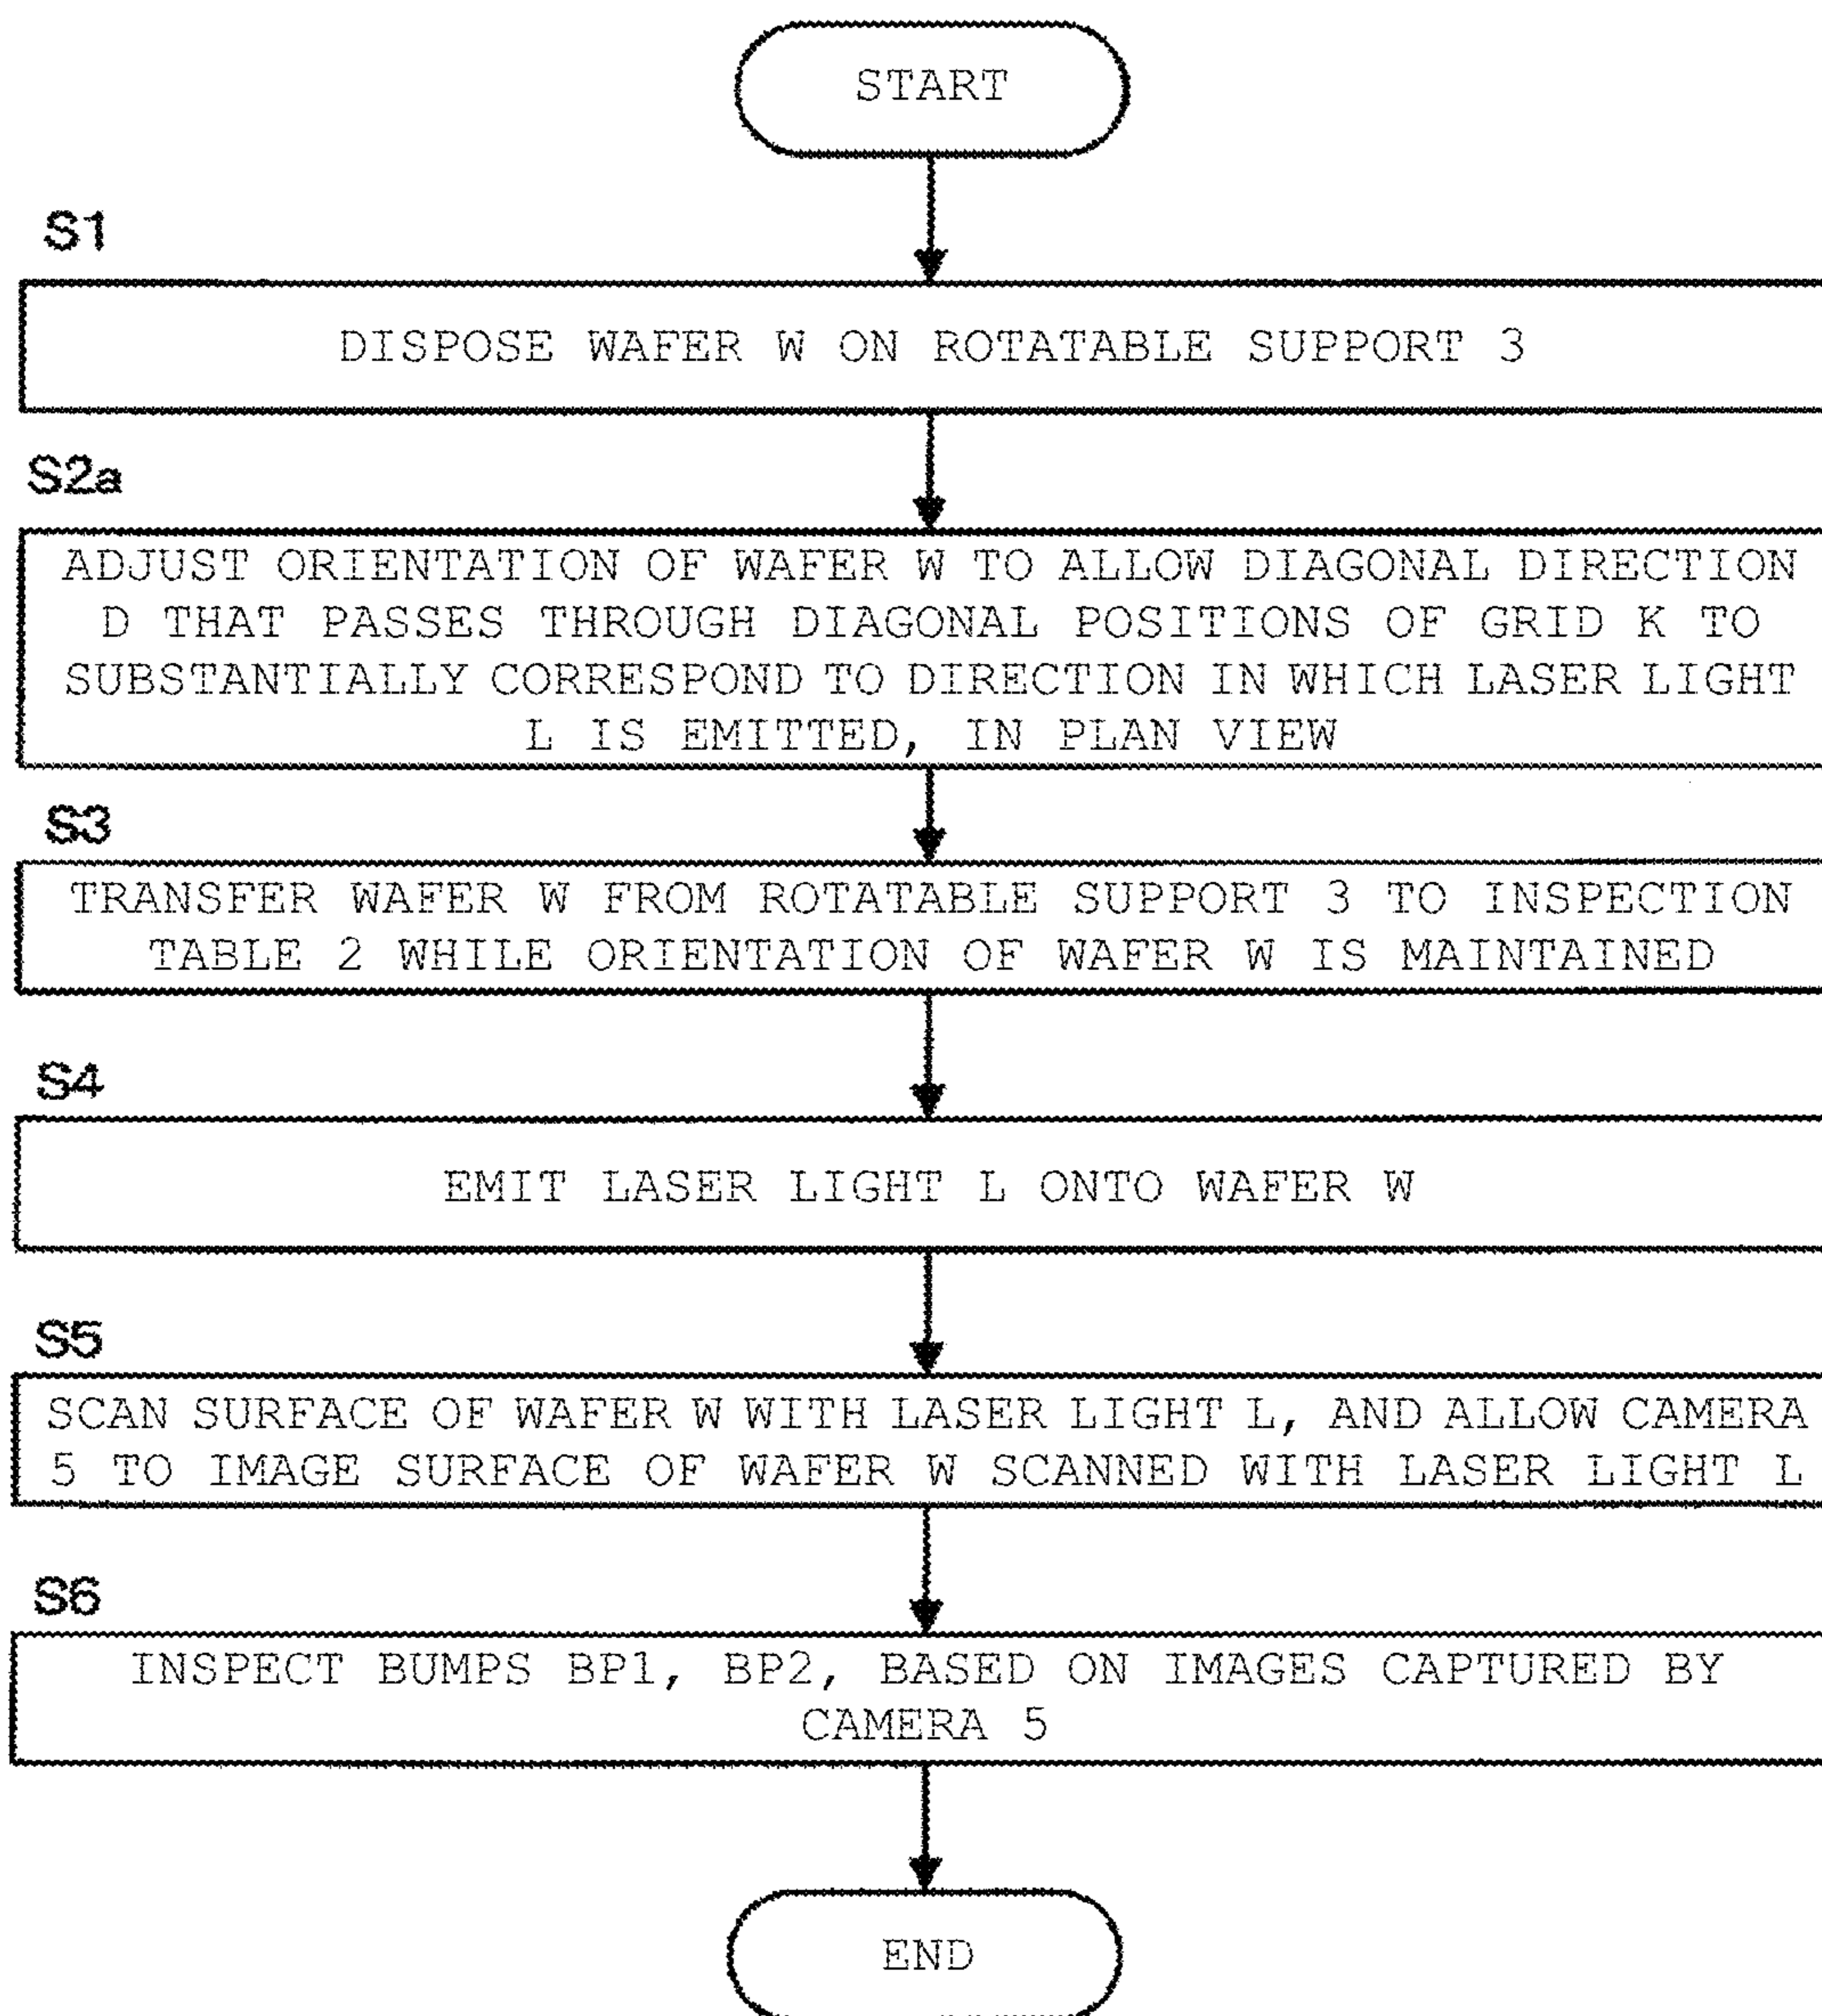 START
S1
DISPOSE WAFER W ON ROTATABLE SUPPORT 3
S2a
ADJUST ORIENTATION OF WAFER W TO ALLOW DIAGONAL DIRECTION
D THAT PASSES THROUGH DIAGONAL POSITIONS OF GRID K TO
SUBSTANTIALLY CORRESPOND TO DIRECTION IN WHICH LASER LIGHT
L IS EMITTED, IN PLAN VIEW
S3
TRANSFER WAFER W FROM ROTATABLE SUPPORT 3 TO INSPECTION
TABLE 2 WHILE ORIENTATION OF WAFER W IS MAINTAINED
S4
EMIT LASER LIGHT L ONTO WAFER W
S5
SCAN SURFACE OF WAFER W WITH LASER LIGHT L, AND ALLOW CAMERA
5 TO IMAGE SURFACE OF WAFER W SCANNED WITH LASER LIGHT L
S6
INSPECT BUMPS BP1, BP2, BASED ON IMAGES CAPTURED BY
CAMERA 5
END